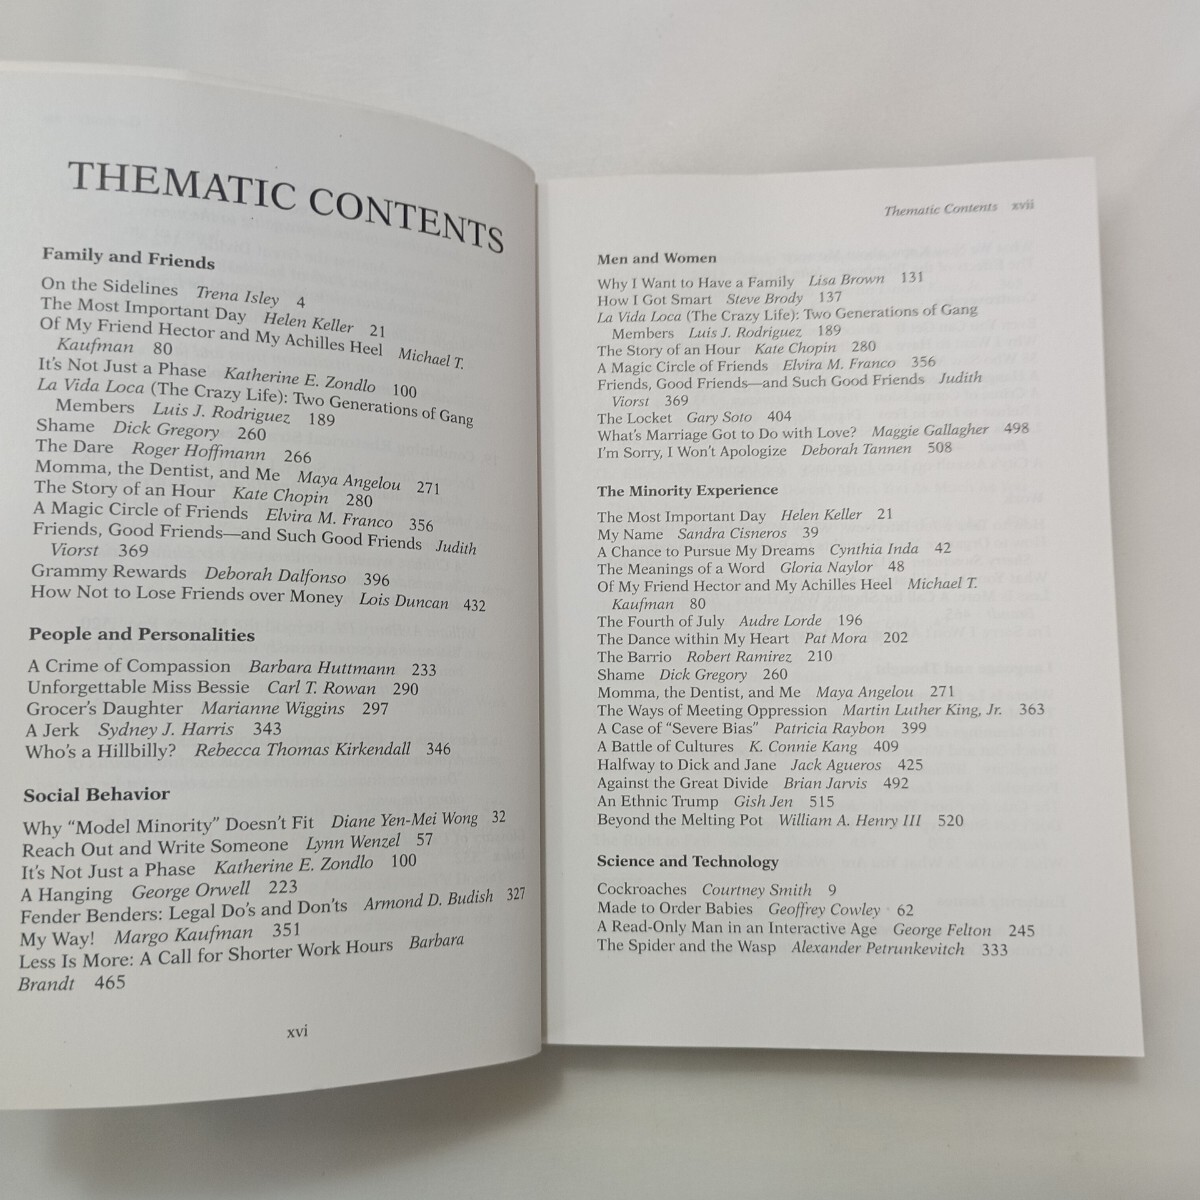 THEMATIC CONTENTS
Family and Friends
On the Sidelines Trena Isley 4
The Most Important Day Helen Keller 21
Of My Friend Hector and My Achilles Heel Michael T.
Kaufman 80
It's Not Just a Phase Katherine E. Zondlo 100
La Vida Loca (The Crazy Life): Two Generations of Gang
Members Luis J. Rodriguez 189
Shame Dick Gregory 260
The Dare Roger Hoffmann 266
Momma, the Dentist, and Me Maya Angelou 271
The Story of an Hour Kate Chopin 280
A Magic Circle of Friends Elvira M. Franco 356
Friends, Good Friends—and Such Good Friends Judith
Viorst 369
Grammy Rewards Deborah Dalfonso 396
How Not to Lose Friends over Money Lois Duncan 432
People and Personalities
A Crime of Compassion Barbara Huttmann 233
Unforgettable Miss Bessie Carl T. Rowan 290
Grocer's Daughter Marianne Wiggins 297
A Jerk Sydney J. Harris 343
Who's a Hillbilly? Rebecca Thomas Kirkendall 346
Social Behavior
Why "Model Minority" Doesn't Fit Diane Yen-Mei Wong 32
Reach Out and Write Someone Lynn Wenzel 57
It's Not Just a Phase Katherine E. Zondlo 100
A Hanging George Orwell 223
Fender Benders: Legal Do's and Don'ts Armond D. Budish 327
My Way! Margo Kaufman 351
Less Is More: A Call for Shorter Work Hours Barbara
Brandt 465
xvi
Thematic Contents xvii
Men and Women
Why I Want to Have a Family Lisa Brown 131
How I Got Smart Steve Brody 137
La Vida Loca (The Crazy Life): Two Generations of Gang
Members Luis J. Rodriguez 189
The Story of an Hour Kate Chopin 280
A Magic Circle of Friends Elvira M. Franco 356
Friends, Good Friends—and Such Good Friends Judith
Viorst 369
The Locket Gary Soto 404
What's Marriage Got to Do with Love? Maggie Gallagher 498
I'm Sorry, I Won't Apologize Deborah Tannen 508
The Minority Experience
The Most Important Day Helen Keller 21
My Name Sandra Cisneros 39
A Chance to Pursue My Dreams Cynthia Inda 42
The Meanings of a Word Gloria Naylor 48
Of My Friend Hector and My Achilles Heel Michael T.
Kaufman 80
The Fourth of July Audre Lorde 196
The Dance within My Heart Pat Mora 202
The Barrio Robert Ramirez 210
Shame Dick Gregory 260
Momma, the Dentist, and Me Maya Angelou 271
The Ways of Meeting Oppression Martin Luther King, Jr. 363
A Case of "Severe Bias" Patricia Raybon 399
A Battle of Cultures K. Connie Kang 409
Halfway to Dick and Jane Jack Agueros 425
Against the Great Divide Brian Jarvis 492
An Ethnic Trump Gish Jen 515
Beyond the Melting Pot William A. Henry III 520
Science and Technology
Cockroaches Courtney Smith 9
Made to Order Babies Geoffrey Cowley 62
A Read-Only Man in an Interactive Age George Felton 245
The Spider and the Wasp Alexander Petrunkevitch 333